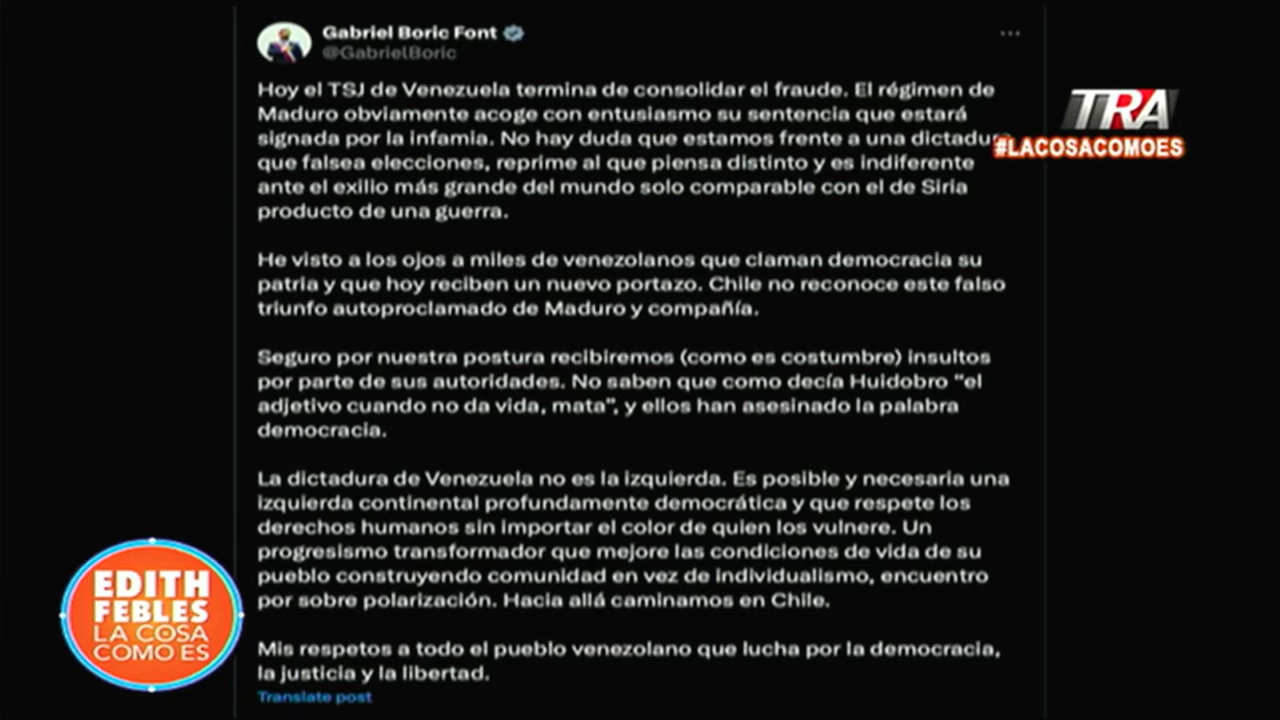 Gabriel Boric Font
@GabrielBoric
Hoy el TSJ de Venezuela termina de consolidar el fraude. El régimen de
Maduro obviamente acoge con entusiasmo su sentencia que estará
signada por la infamia. No hay duda que estamos frente a una dictadura
que falsea elecciones, reprime al que piensa distinto y es indiferente
ante el exilio más grande del mundo solo comparable con el de Siria
producto de una guerra.
He visto a los ojos a miles de venezolanos que claman democracia su
patria y que hoy reciben un nuevo portazo. Chile no reconoce este falso
triunfo autoproclamado de Maduro y compañía.
Seguro por nuestra postura recibiremos (como es costumbre) insultos
por parte de sus autoridades. No saben que como decía Huidobro "el
adjetivo cuando no da vida, mata", y ellos han asesinado la palabra
democracia.
La dictadura de Venezuela no es la izquierda. Es posible y necesaria una
izquierda continental profundamente democrática y que respete los
derechos humanos sin importar el color de quien los vulnere. Un
progresismo transformador que mejore las condiciones de vida de su
pueblo construyendo comunidad en vez de individualismo, encuentro
por sobre polarización. Hacia allá caminamos en Chile.
Mis respetos a todo el pueblo venezolano que lucha por la democracia,
la justicia y la libertad.
Translate post
TRA
#LACOSACOMOES
EDITH
FEBLES
LA COSA
COMO ES